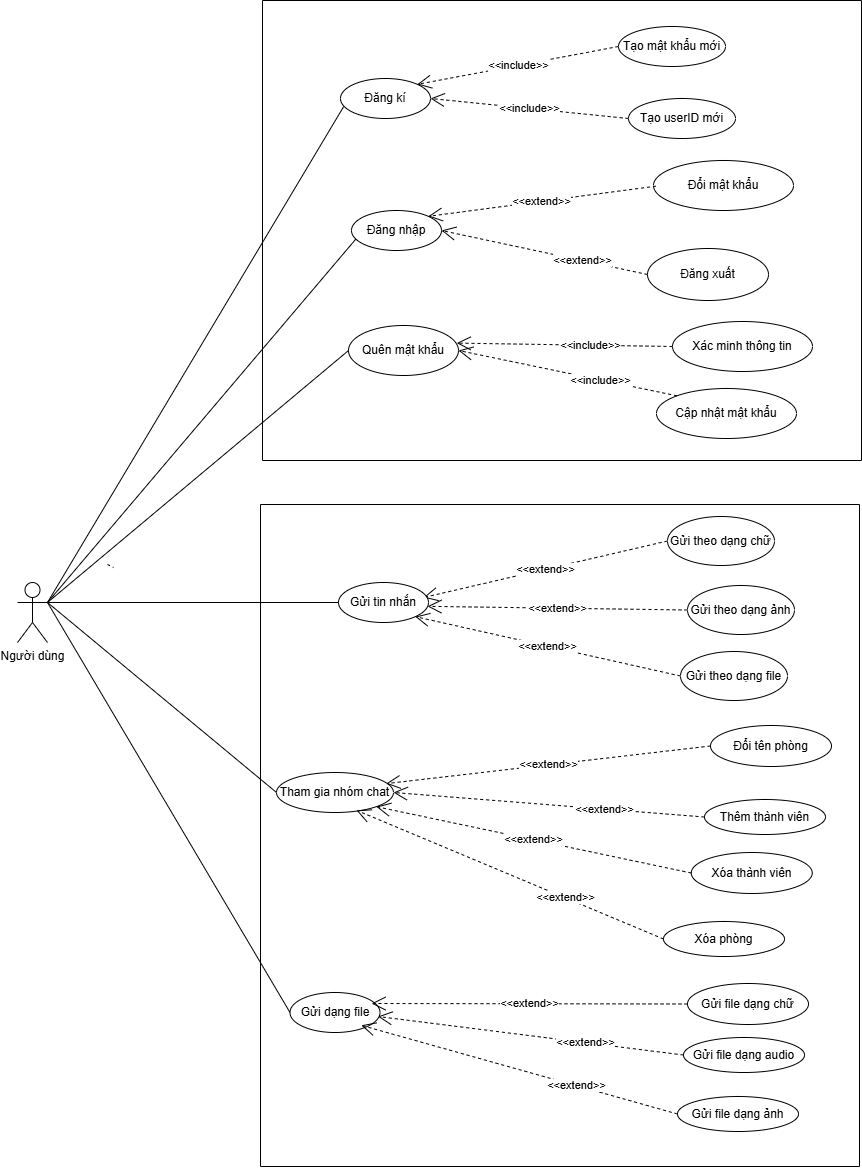 Tạo mật khẩu mới
<<include>>
Đăng kí
<<include>>
Tạo userID mới
Đổi mật khẩu
<<extend>>
Đăng nhập
<<extend>>
Đăng xuất
<<include>>
Xác minh thông tin
Quên mật khẩu
<<include>>
Cập nhật mật khẩu
Gửi theo dạng chữ
<<extend>>
Gửi tin nhắn
<<extend>>
Gửi theo dạng ảnh
<<extend>>
Gửi theo dạng file
Người dùng
Đổi tên phòng
<<extend>>
Tham gia nhóm chat
<<extend>>
Thêm thành viên
<<extend>>
Xóa thành viên
<<extend>>
Xóa phòng
<<extend>>
Gửi file dạng chữ
Gửi dạng file
<<extend>>
Gửi file dạng audio
<<extend>>
Gửi file dạng ảnh